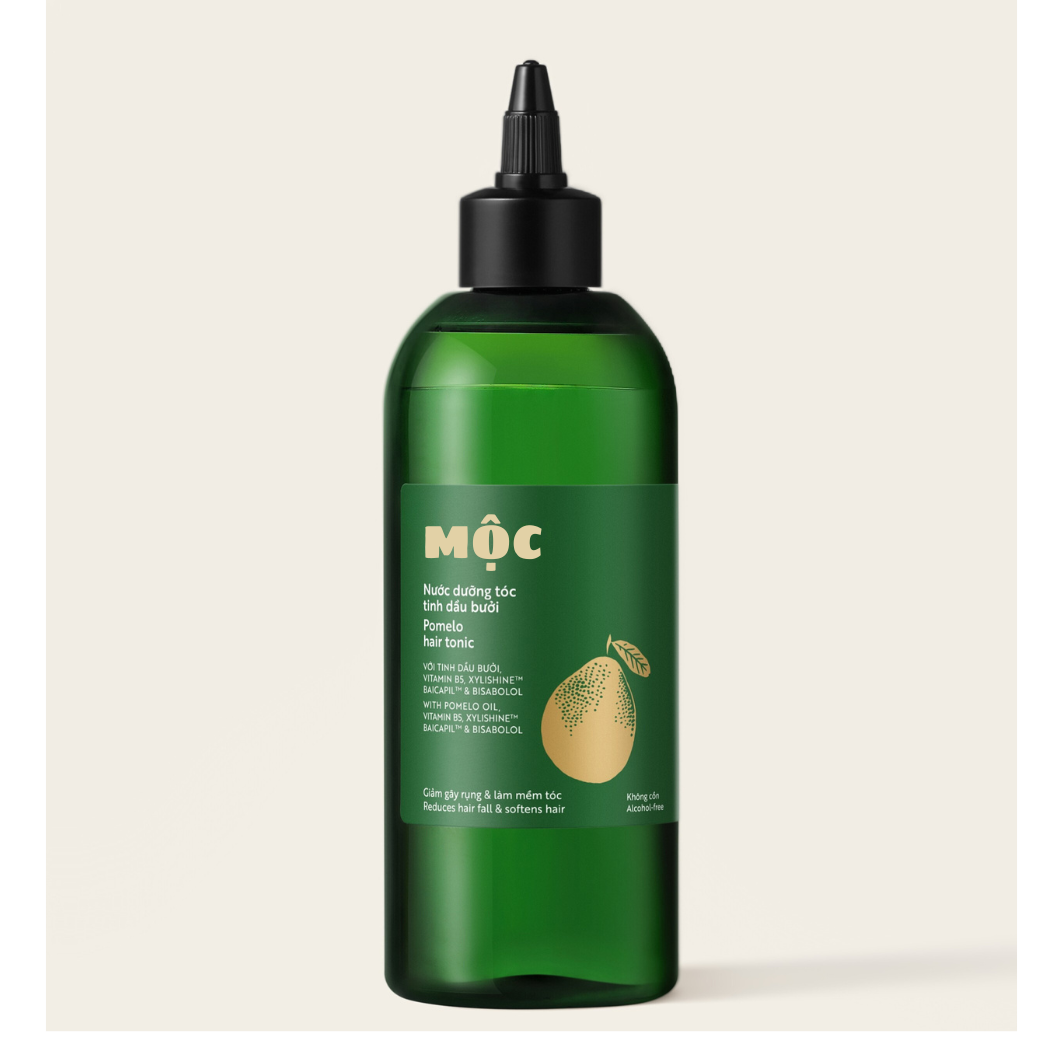 MỘC
Nước dưỡng tóc
tinh dầu bưởi
Pomelo
hair tonic
VỚI TINH DẦU BƯỞI,
VITAMIN B5, XYLISHINE™
BAICAPIL™ & BISABOLOL
WITH POMELO OIL,
VITAMIN B5, XYLISHINE™
BAICAPIL™ & BISABOLOL
Giảm gãy rụng & làm mềm tóc
Reduces hair fall & softens hair
Không cồn
Alcohol-free